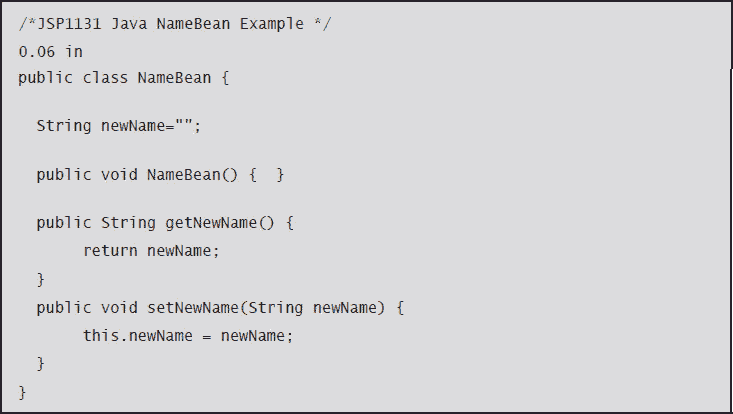 /*JSP1131 Java NameBean Example */
0.06 in
public class NameBean {
String newName="";
public void NameBean() {  }
public String getNewName() {
return newName;
}
public void setNewName(String newName) {
this.newName = newName;
}
}